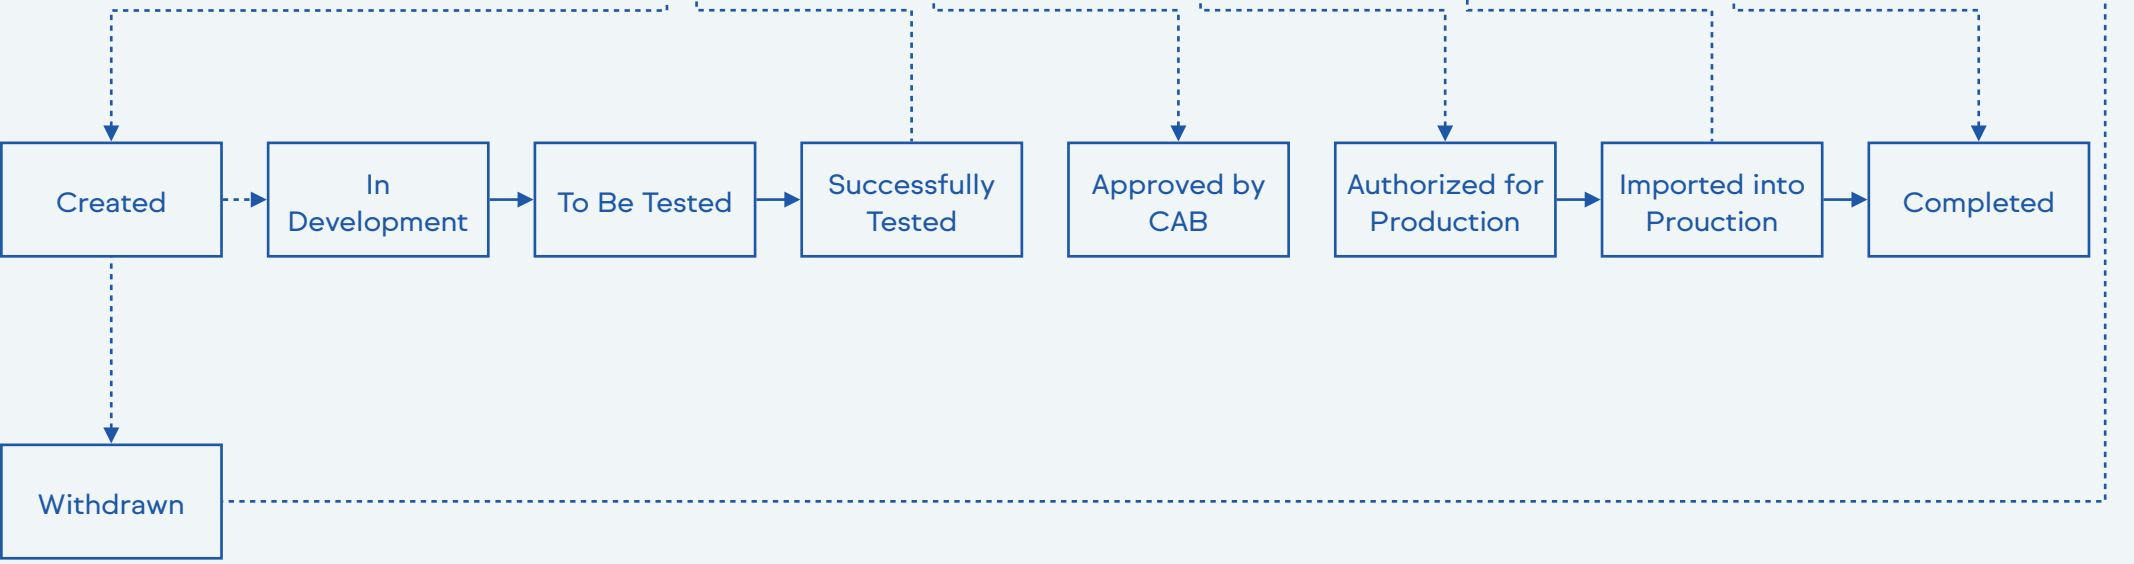 Created
In
Development
To Be Tested
Successfully
Tested
Approved by
CAB
Authorized for
Production
Imported into
Prouction
Completed
Withdrawn